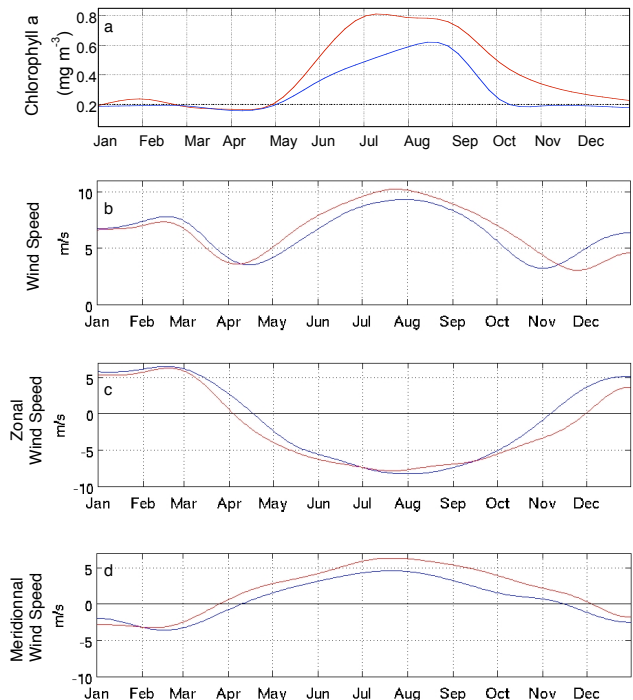 Chlorophyll a
(mg m-3)
a
0.8
0.6
0.4
0.2
Jan Feb Mar Apr May Jun Jul Aug Sep Oct Nov Dec
Wind Speed
m/s
b
10
5
0
Jan Feb Mar Apr May Jun Jul Aug Sep Oct Nov Dec
Zonal
Wind Speed
m/s
c
5
0
-5
-10
Jan Feb Mar Apr May Jun Jul Aug Sep Oct Nov Dec
Meridionnal
Wind Speed
m/s
d
5
0
-5
-10
Jan Feb Mar Apr May Jun Jul Aug Sep Oct Nov Dec